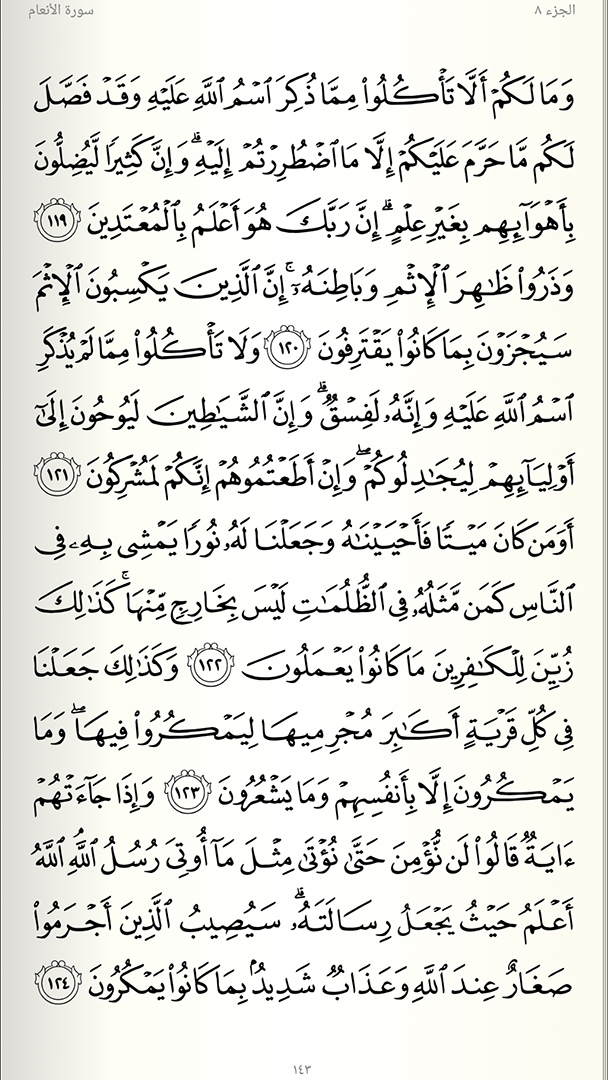 الجزء ٨
سورة الأنعام
وَمَا لَكُمْ أَلَّا تَأْكُلُوا۟ مِمَّا ذُكِرَ ٱسْمُ ٱللَّهِ عَلَيْهِ وَقَدْ فَصَّلَ
لَكُم مَّا حَرَّمَ عَلَيْكُمْ إِلَّا مَا ٱضْطُرِرْتُمْ إِلَيْهِ ۗ وَإِنَّ كَثِيرًا لَّيُضِلُّونَ
بِأَهْوَآئِهِم بِغَيْرِ عِلْمٍ ۗ إِنَّ رَبَّكَ هُوَ أَعْلَمُ بِٱلْمُعْتَدِينَ ١١٩
وَذَرُوا۟ ظَـٰهِرَ ٱلْإِثْمِ وَبَاطِنَهُۥٓ ۚ إِنَّ ٱلَّذِينَ يَكْسِبُونَ ٱلْإِثْمَ
سَيُجْزَوْنَ بِمَا كَانُوا۟ يَقْتَرِفُونَ ١٢٠ وَلَا تَأْكُلُوا۟ مِمَّا لَمْ يُذْكَرِ
ٱسْمُ ٱللَّهِ عَلَيْهِ وَإِنَّهُۥ لَفِسْقٌ ۗ وَإِنَّ ٱلشَّيَـٰطِينَ لَيُوحُونَ إِلَىٰٓ
أَوْلِيَآئِهِمْ لِيُجَـٰدِلُوكُمْ ۖ وَإِنْ أَطَعْتُمُوهُمْ إِنَّكُمْ لَمُشْرِكُونَ ١٢١
أَوَمَن كَانَ مَيْتًا فَأَحْيَيْنَـٰهُ وَجَعَلْنَا لَهُۥ نُورًا يَمْشِى بِهِۦ فِى
ٱلنَّاسِ كَمَن مَّثَلُهُۥ فِى ٱلظُّلُمَـٰتِ لَيْسَ بِخَارِجٍ مِّنْهَا ۚ كَذَٰلِكَ
زُيِّنَ لِلْكَـٰفِرِينَ مَا كَانُوا۟ يَعْمَلُونَ ١٢٢ وَكَذَٰلِكَ جَعَلْنَا
فِى كُلِّ قَرْيَةٍ أَكَـٰبِرَ مُجْرِمِيهَا لِيَمْكُرُوا۟ فِيهَا ۖ وَمَا
يَمْكُرُونَ إِلَّا بِأَنفُسِهِمْ وَمَا يَشْعُرُونَ ١٢٣ وَإِذَا جَآءَتْهُمْ
ءَايَةٌ قَالُوا۟ لَن نُّؤْمِنَ حَتَّىٰ نُؤْتَىٰ مِثْلَ مَآ أُوتِىَ رُسُلُ ٱللَّهِ ۘ ٱللَّهُ
أَعْلَمُ حَيْثُ يَجْعَلُ رِسَالَتَهُۥ ۗ سَيُصِيبُ ٱلَّذِينَ أَجْرَمُوا۟
صَغَارٌ عِندَ ٱللَّهِ وَعَذَابٌ شَدِيدٌۢ بِمَا كَانُوا۟ يَمْكُرُونَ ١٢٤
١٤٣